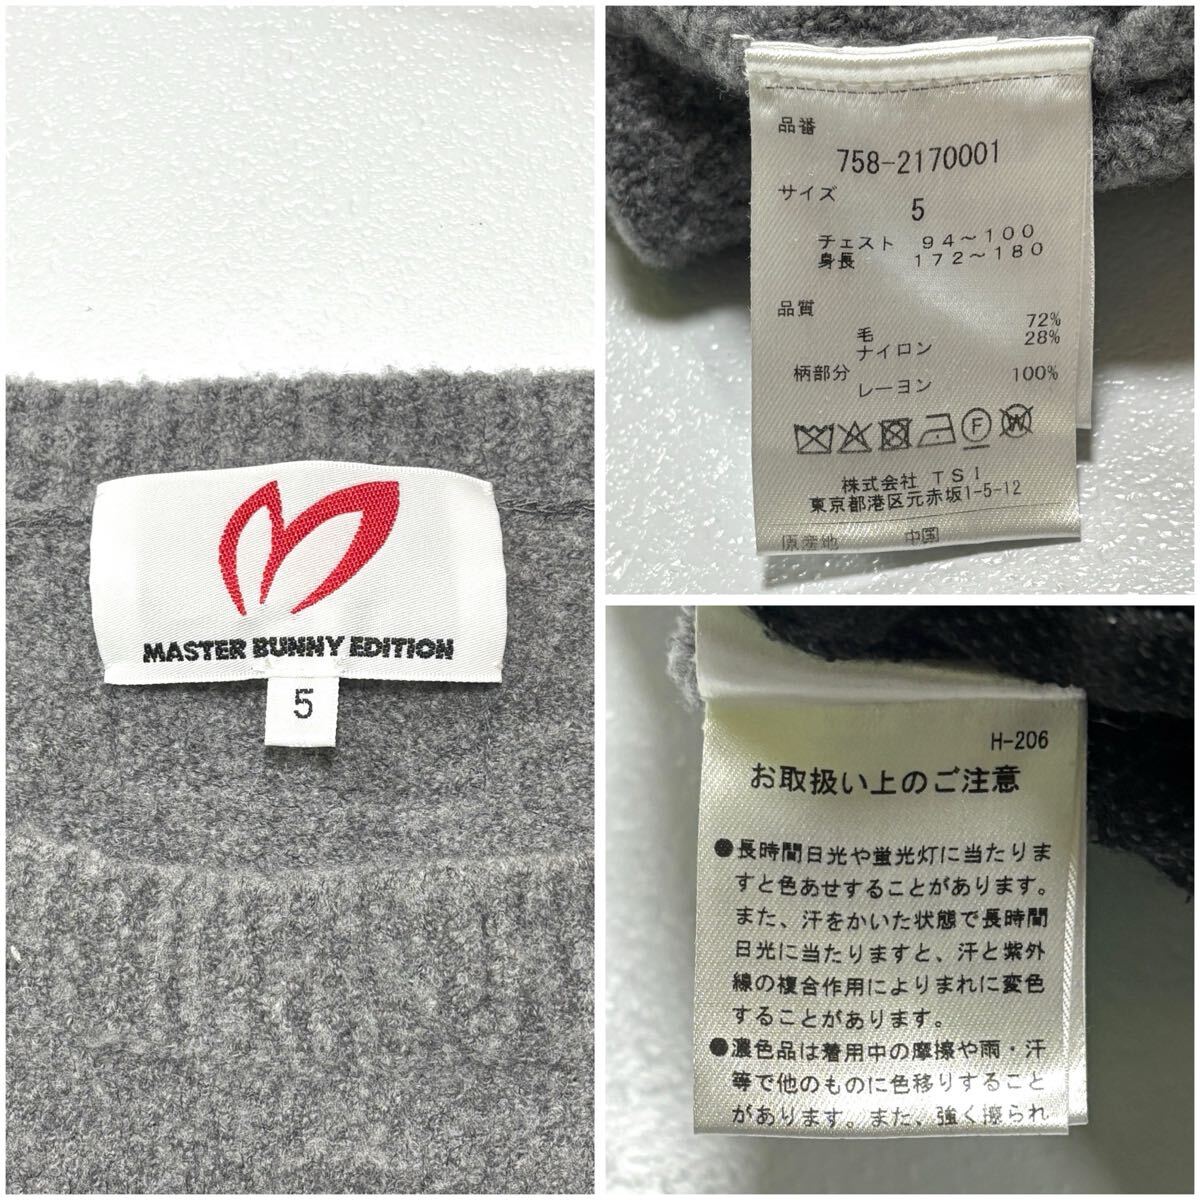 MASTER BUNNY EDITION
5
品番
758-2170001
サイズ
5
チェスト 94～100
身長 172～180
品質
毛 72%
ナイロン 28%
柄部分
レーヨン 100%
F
W
株式会社 TSI
東京都港区元赤坂1-5-12
原産地 中国
H-206
お取扱い上のご注意
●長時間日光や蛍光灯に当たりま
すと色あせすることがあります。
また、汗をかいた状態で長時間
日光に当たりますと、汗と紫外
線の複合作用によりまれに変色
することがあります。
●濃色品は着用中の摩擦や雨・汗
等で他のものに色移りすること
があります。また、強く擦られ